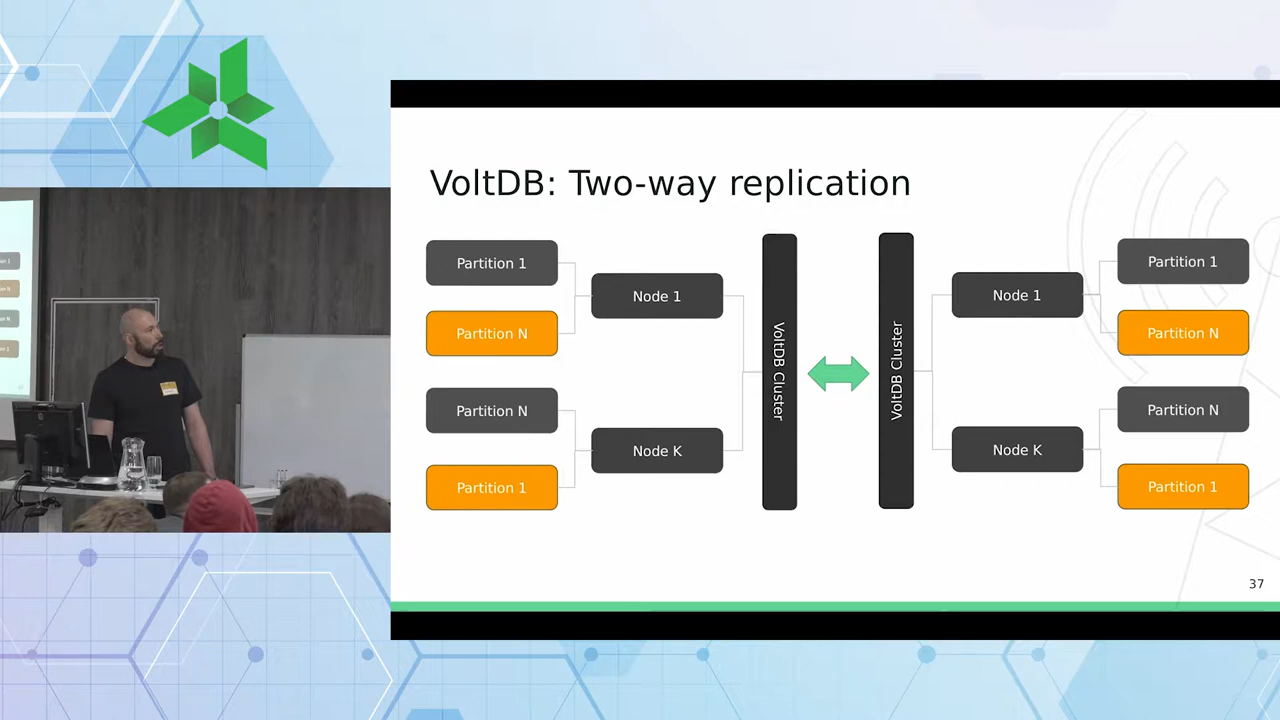 VoltDB: Two-way replication
Partition 1
Partition N
Partition N
Partition 1
Node 1
Node K
VoltDB Cluster
VoltDB Cluster
Node 1
Node K
Partition 1
Partition N
Partition N
Partition 1
37